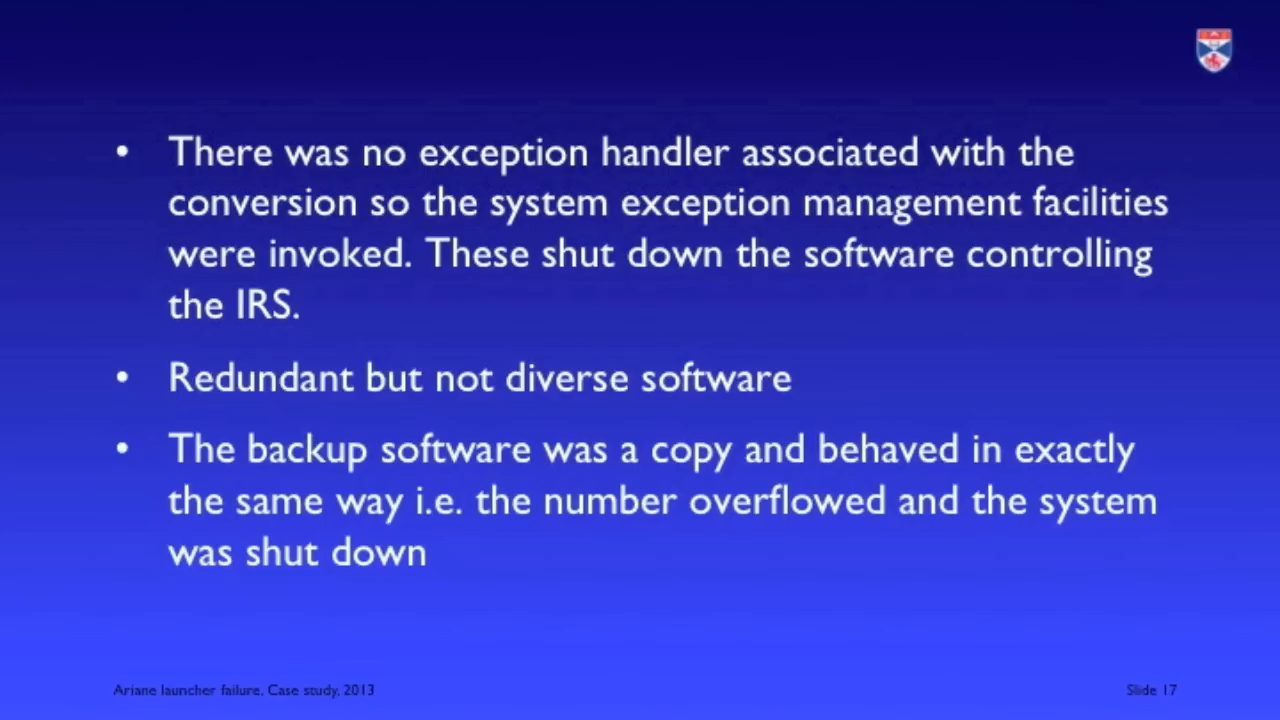 • There was no exception handler associated with the
conversion so the system exception management facilities
were invoked. These shut down the software controlling
the IRS.
• Redundant but not diverse software
• The backup software was a copy and behaved in exactly
the same way i.e. the number overflowed and the system
was shut down
Ariane launcher failure, Case study, 2013
Slide 17